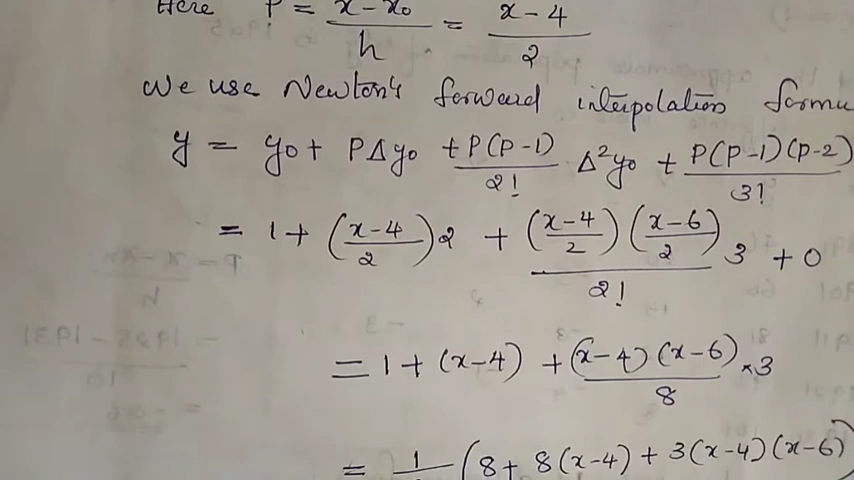 Here P = x-x0/h = x-4/2
We use Newton's forward interpolation formu
y = y0 + PΔy0 + P(P-1)/2! Δ²y0 + P(P-1)(P-2)/3!
= 1 + (x-4/2)2 + (x-4/2)(x-6/2)/2! 3 + 0
= 1 + (x-4) + (x-4)(x-6)/8 ×3
= 1/ (8 + 8(x-4) + 3(x-4)(x-6)